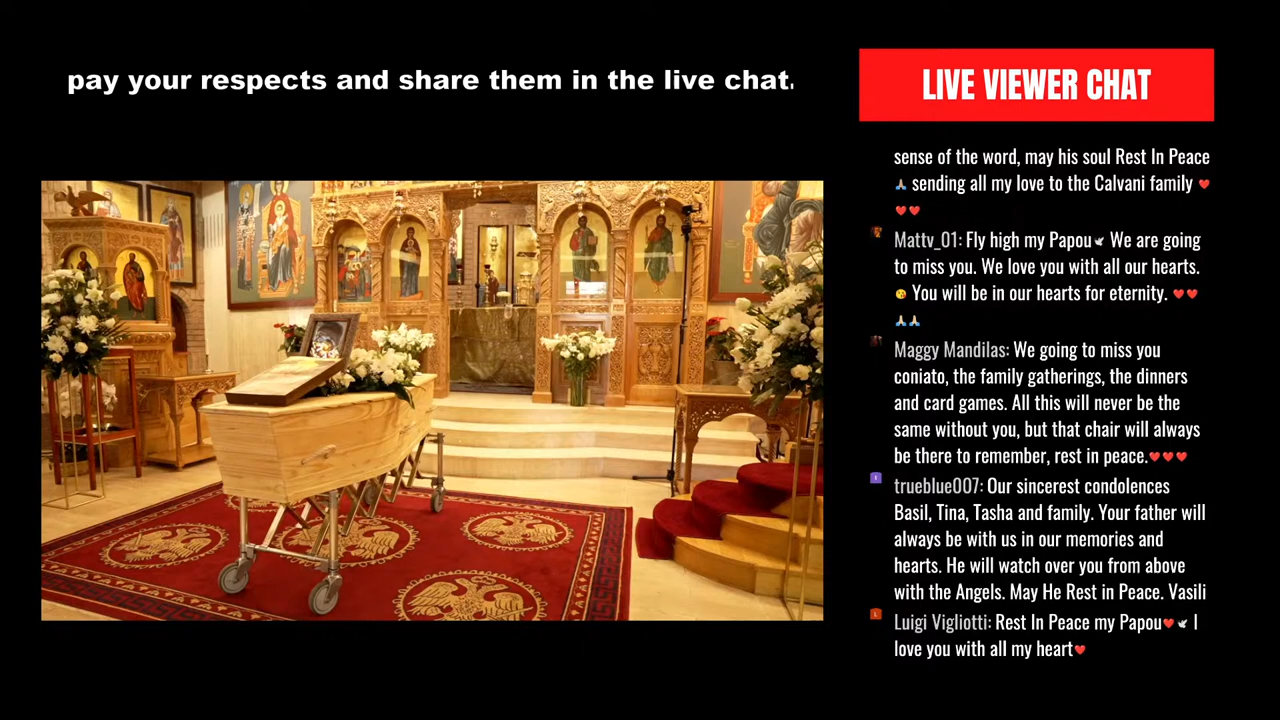 pay your respects and share them in the live chat.
LIVE VIEWER CHAT
sense of the word, may his soul Rest In Peace
🙏 sending all my love to the Calvani family ❤️
❤️❤️
Mattv_01: Fly high my Papou🕊 We are going
to miss you. We love you with all our hearts.
😘 You will be in our hearts for eternity. ❤️❤️
🙏🙏
Maggy Mandilas: We going to miss you
coniato, the family gatherings, the dinners
and card games. All this will never be the
same without you, but that chair will always
be there to remember, rest in peace.❤️❤️❤️
trueblue007: Our sincerest condolences
Basil, Tina, Tasha and family. Your father will
always be with us in our memories and
hearts. He will watch over you from above
with the Angels. May He Rest in Peace. Vasili
Luigi Vigliotti: Rest In Peace my Papou❤️🕊 I
love you with all my heart❤️